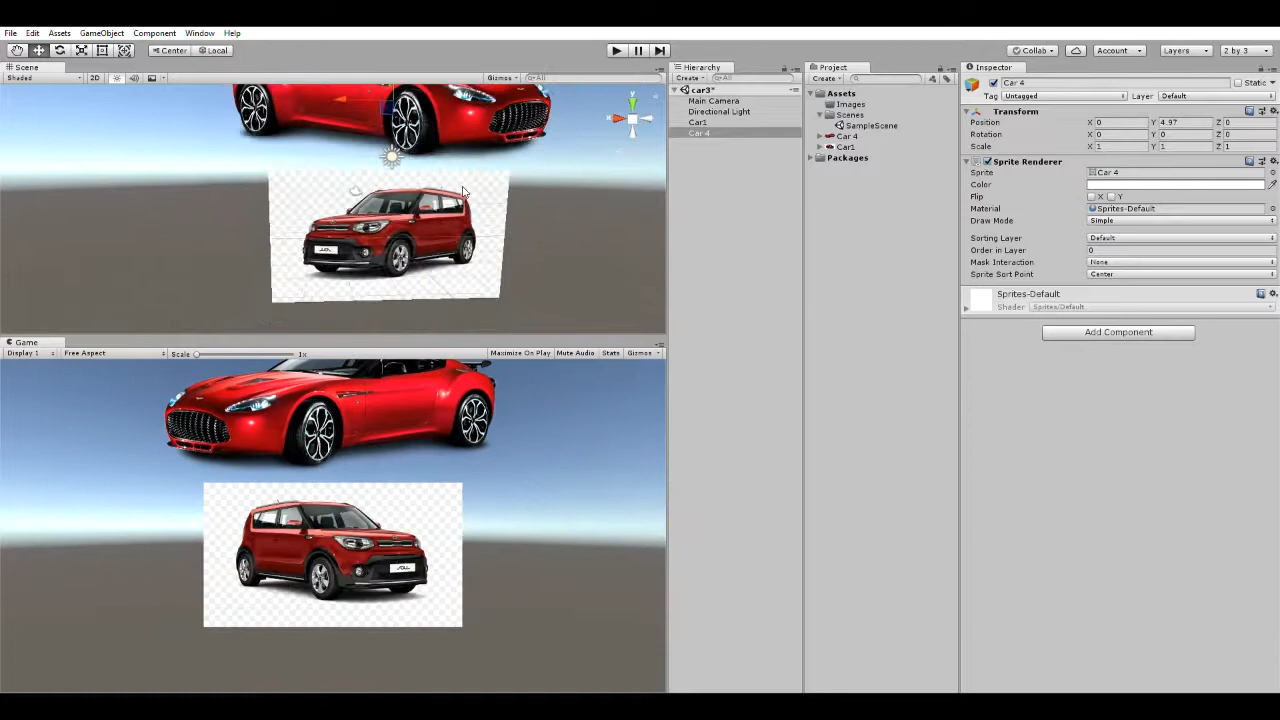 File Edit Assets GameObject Component Window Help
Center Local Collab Account Layers 2 by 3
Scene
Shaded 2D Gizmos All
y
x
Game
Display 1 Free Aspect Scale 1x Maximize On Play Mute Audio Stats Gizmos
Hierarchy
Create All
car3*
Main Camera
Directional Light
Car1
Car 4
Project
Create
Assets
Images
Scenes
SampleScene
Car 4
Car1
Packages
Inspector
Car 4 Static
Tag Untagged Layer Default
Transform
Position X 0 Y 4.97 Z 0
Rotation X 0 Y 0 Z 0
Scale X 1 Y 1 Z 1
Sprite Renderer
Sprite Car 4
Color
Flip X Y
Material Sprites-Default
Draw Mode Simple
Sorting Layer Default
Order in Layer 0
Mask Interaction None
Sprite Sort Point Center
Sprites-Default
Shader Sprites/Default
Add Component